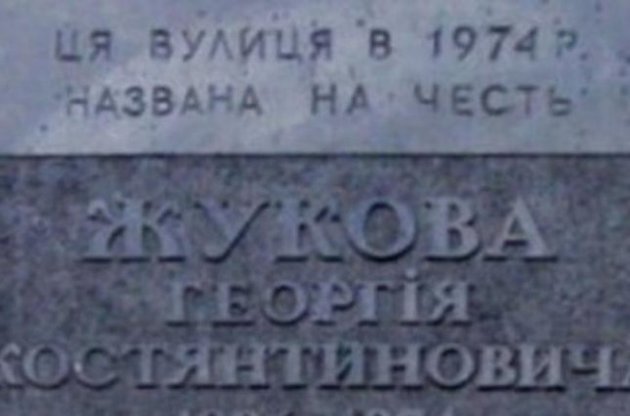 ЦЯ ВУЛИЦЯ В 1974 Р.
НАЗВАНА НА ЧЕСТЬ
ЖУКОВА
ГЕОРГІЯ
КОСТЯНТИНОВИЧА